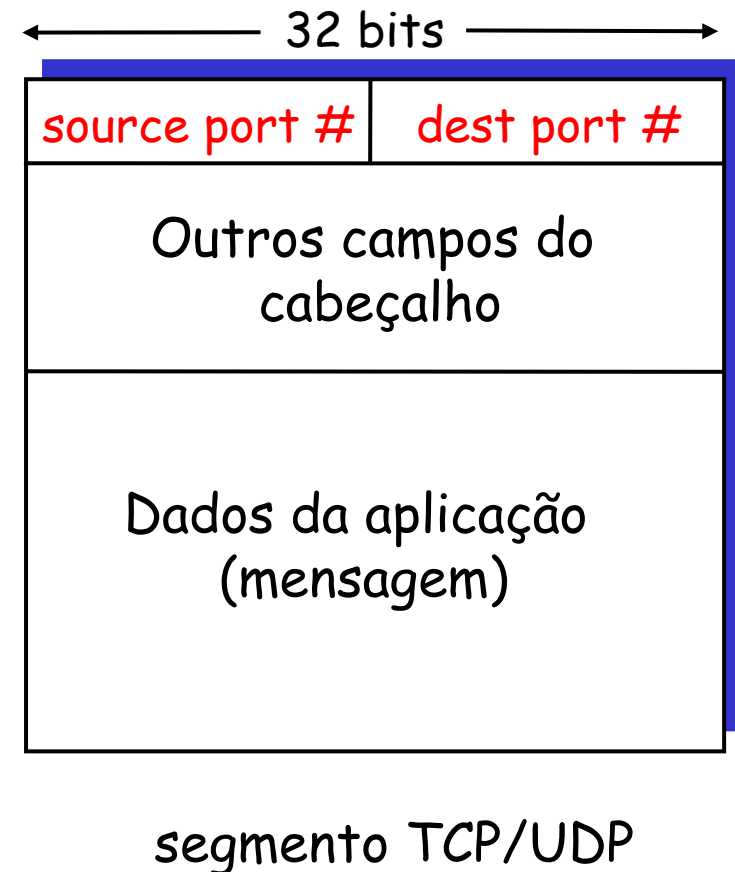 32 bits
source port # dest port #
Outros campos do
cabeçalho
Dados da aplicação
(mensagem)
segmento TCP/UDP